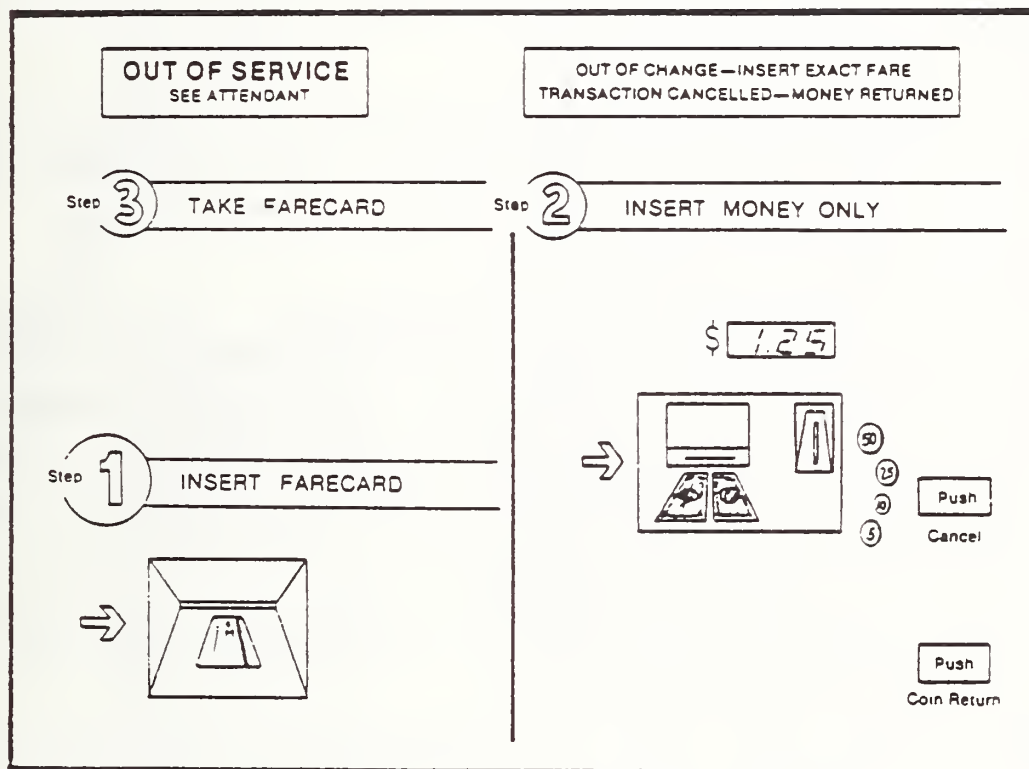 OUT OF SERVICE
SEE ATTENDANT
OUT OF CHANGE—INSERT EXACT FARE
TRANSACTION CANCELLED—MONEY RETURNED
Step 3 TAKE FARECARD
Step 2 INSERT MONEY ONLY
$ 1.25
50
25
10
5
Push
Cancel
Step 1 INSERT FARECARD
Push
Coin Return